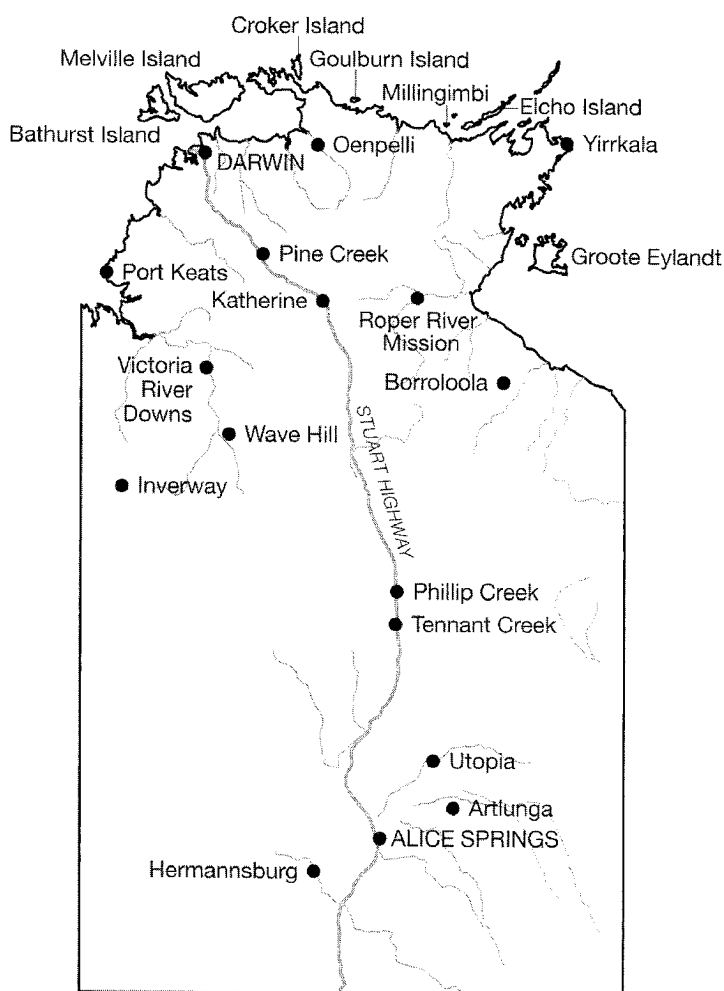 Croker Island
Melville Island
Goulburn Island
Millingimbi
Elcho Island
Bathurst Island
DARWIN
Oenpelli
Yirrkala
Pine Creek
Groote Eylandt
Port Keats
Katherine
Roper River
Mission
Victoria
River
Downs
Borroloola
STUART HIGHWAY
Wave Hill
Inverway
Phillip Creek
Tennant Creek
Utopia
Artlunga
ALICE SPRINGS
Hermannsburg